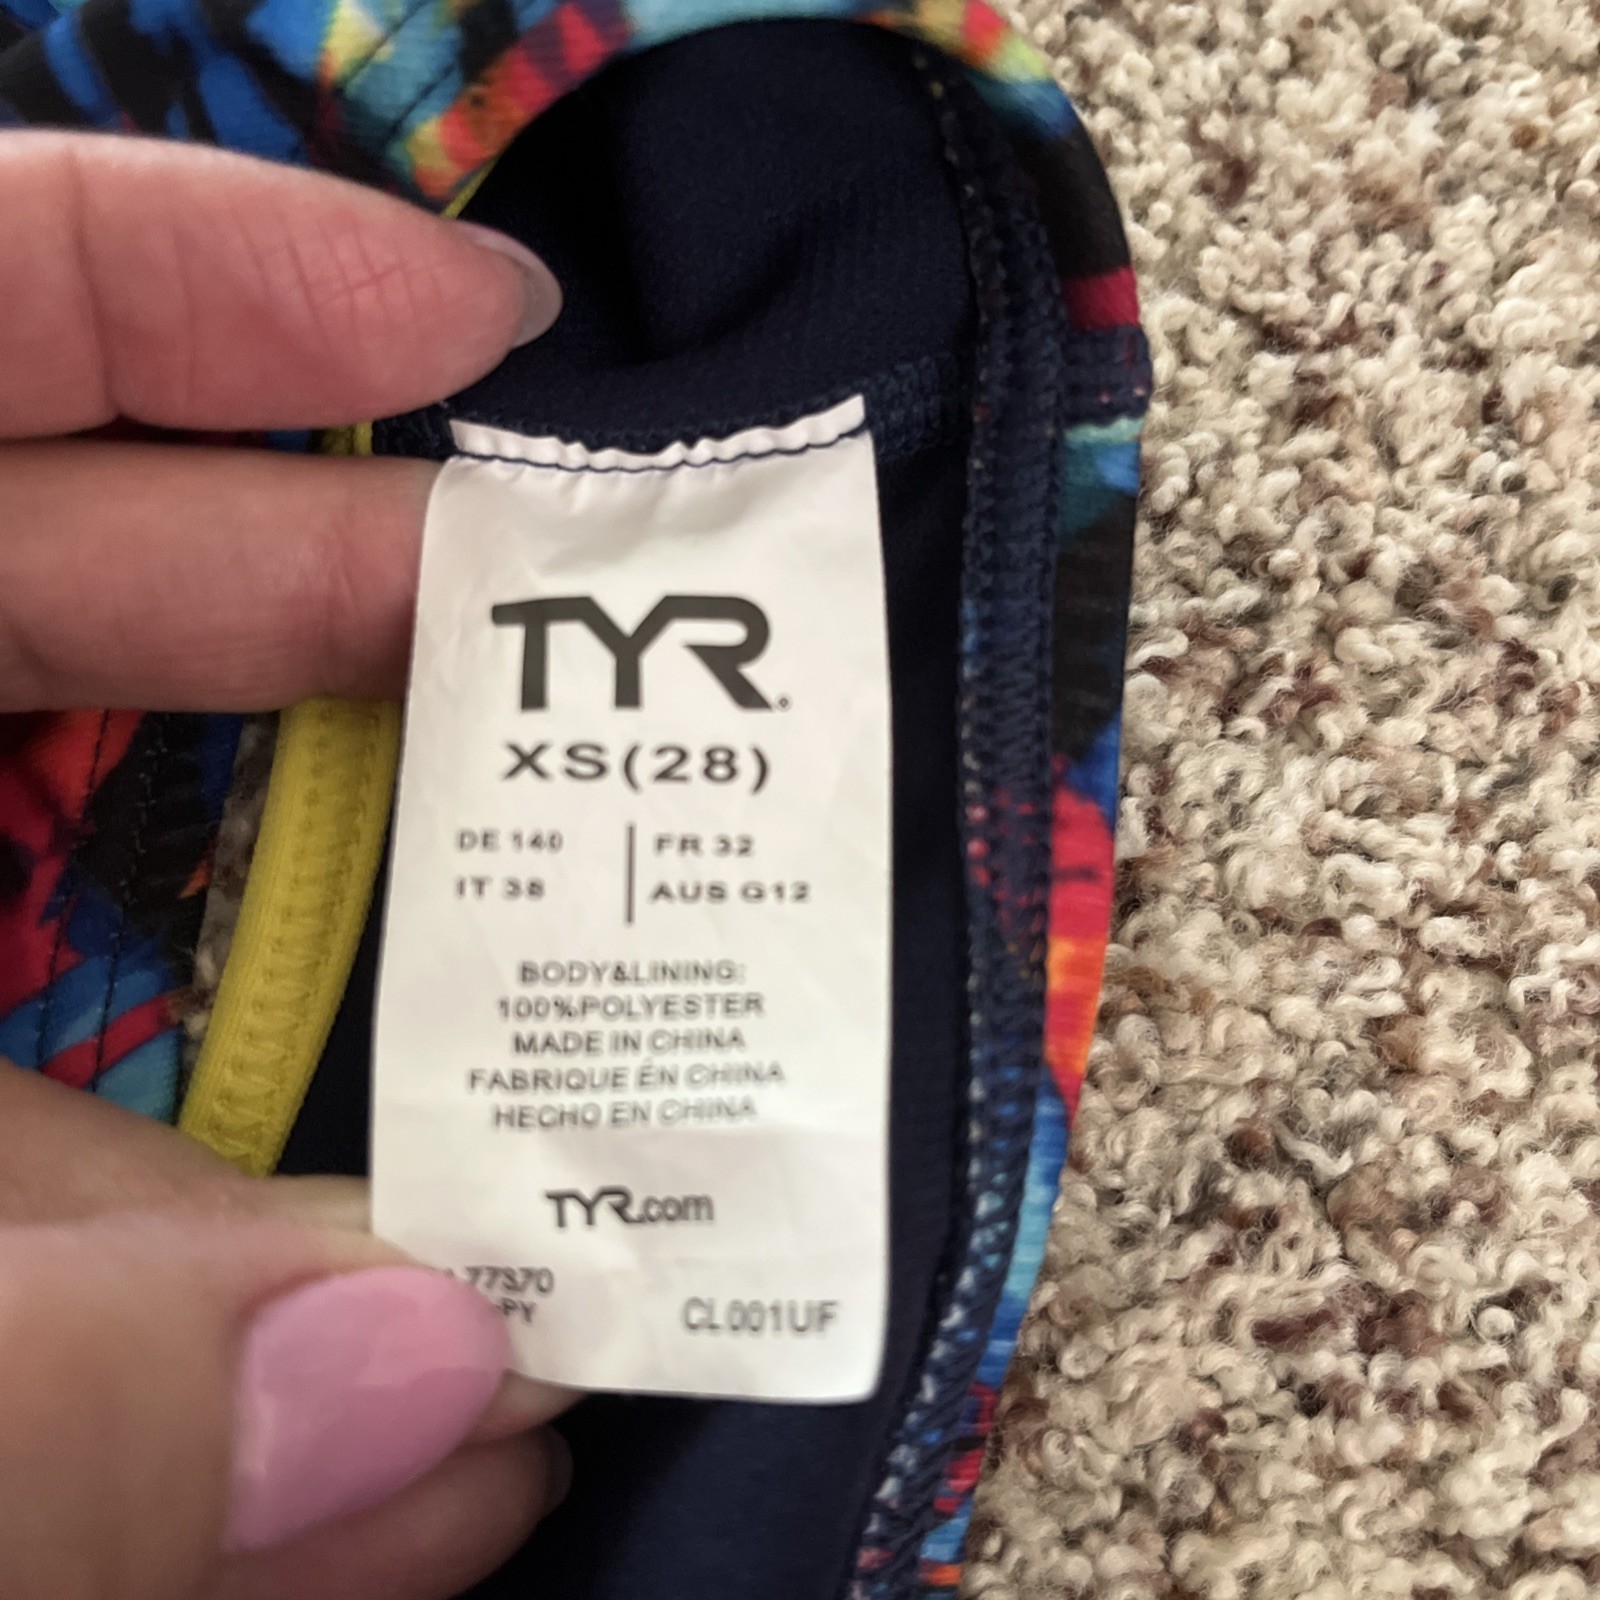 TYR
XS(28)
DE 140 | FR 32
IT 38 | AUS G12
BODY&LINING:
100%POLYESTER
MADE IN CHINA
FABRIQUE ÉN CHINA
HECHO EN CHINA
TYR.com
77370
CL001UF